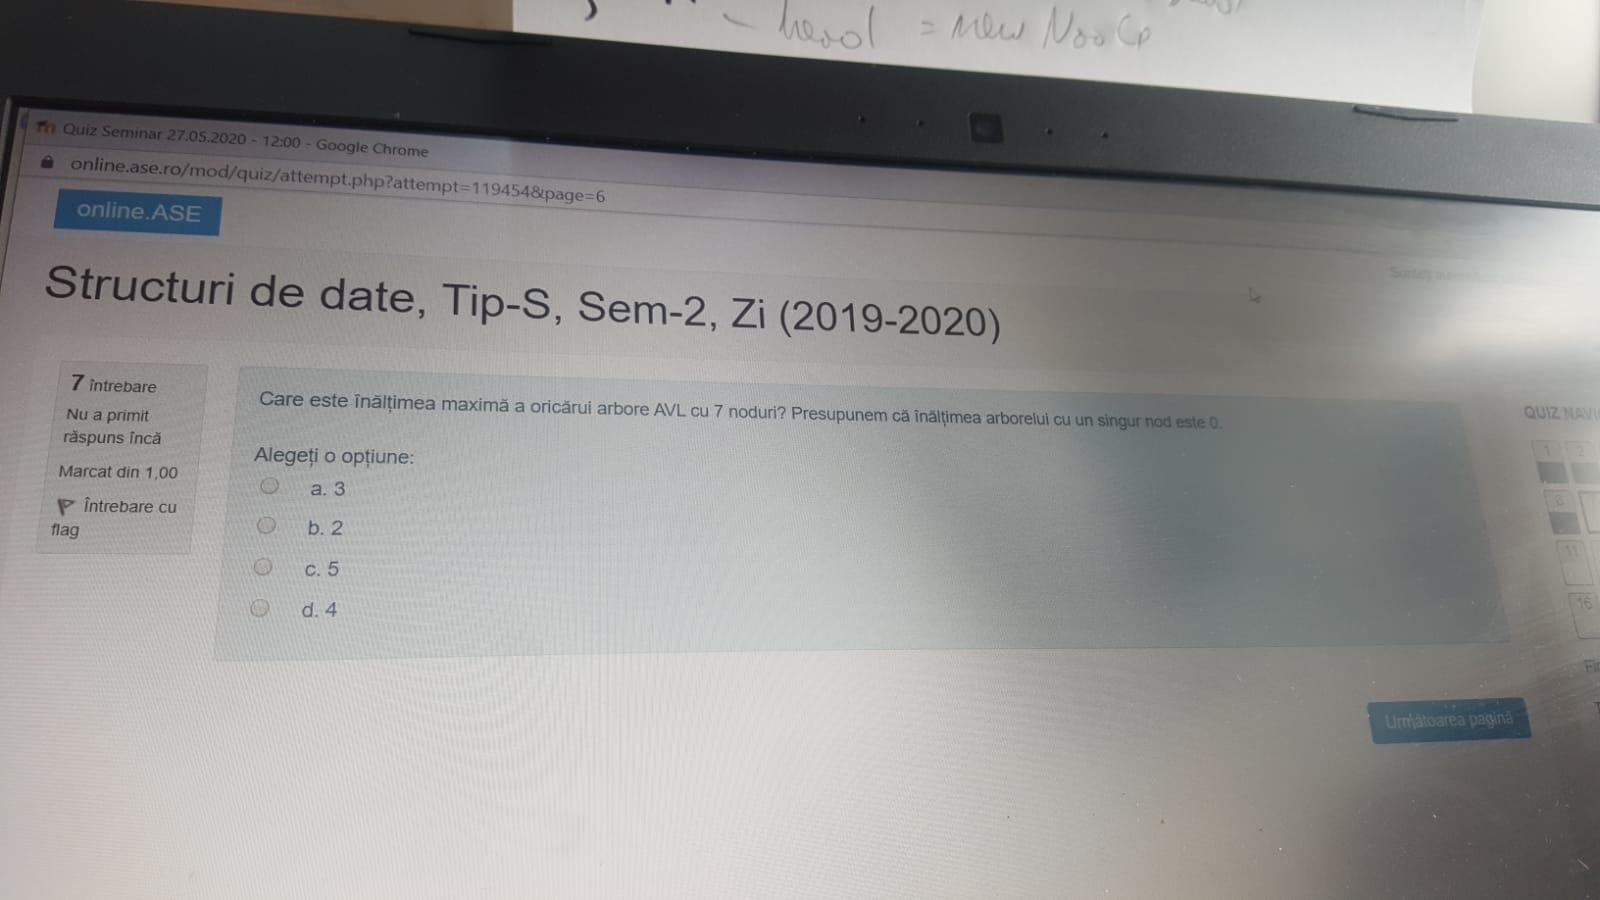 - head = new Nod
Quiz Seminar 27.05.2020 - 12:00 - Google Chrome
online.ase.ro/mod/quiz/attempt.php?attempt=119454&page=6
online.ASE
Structuri de date, Tip-S, Sem-2, Zi (2019-2020)
7 întrebare
Nu a primit
răspuns încă
Marcat din 1,00
Întrebare cu
flag
Care este înălțimea maximă a oricărui arbore AVL cu 7 noduri? Presupunem că înălțimea arborelui cu un singur nod este 0.
Alegeți o opțiune:
a. 3
b. 2
c. 5
d. 4
QUIZ NAVI
1 2
6
11
16
Fi
Următoarea pagină